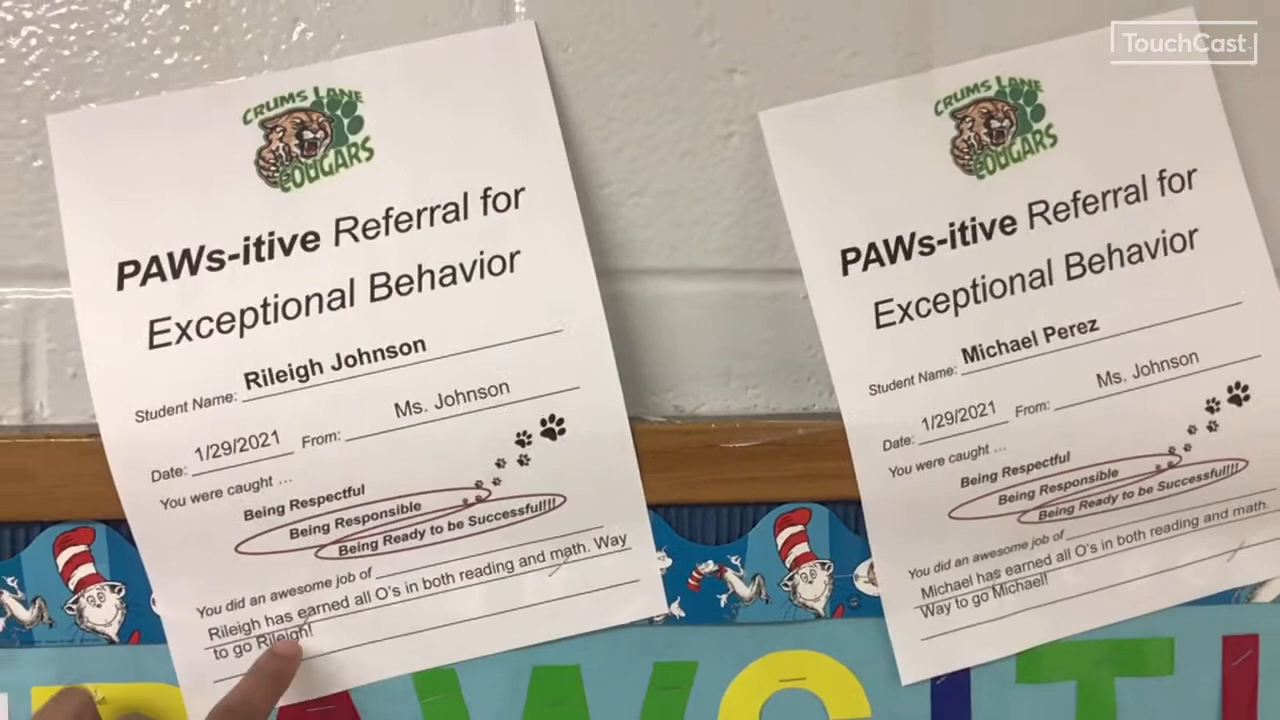 TouchCast
CRUMS LANE
COUGARS
PAWs-itive Referral for
Exceptional Behavior
Student Name: Rileigh Johnson
Date: 1/29/2021 From: Ms. Johnson
You were caught ...
Being Respectful
Being Responsible
Being Ready to be Successful!!!!
You did an awesome job of
Rileigh has earned all O's in both reading and math. Way
to go Rileigh!
CRUMS LANE
COUGARS
PAWs-itive Referral for
Exceptional Behavior
Student Name: Michael Perez
Date: 1/29/2021 From: Ms. Johnson
You were caught ...
Being Respectful
Being Responsible
Being Ready to be Successful!!!!
You did an awesome job of
Michael has earned all O's in both reading and math.
Way to go Michael!
PAWSITI